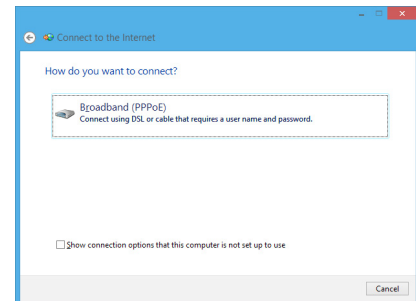 Connect to the Internet
How do you want to connect?
Broadband (PPPoE)
Connect using DSL or cable that requires a user name and password.
Show connection options that this computer is not set up to use
Cancel